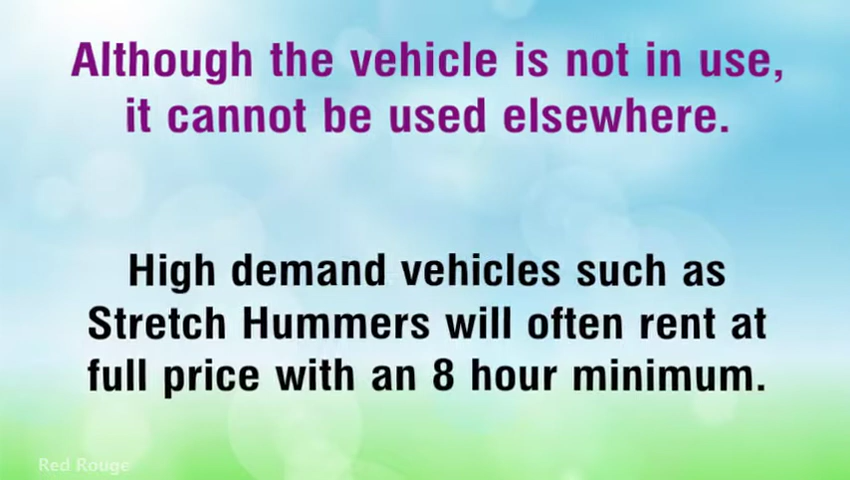 Although the vehicle is not in use,
it cannot be used elsewhere.
High demand vehicles such as
Stretch Hummers will often rent at
full price with an 8 hour minimum.
Red Rouge